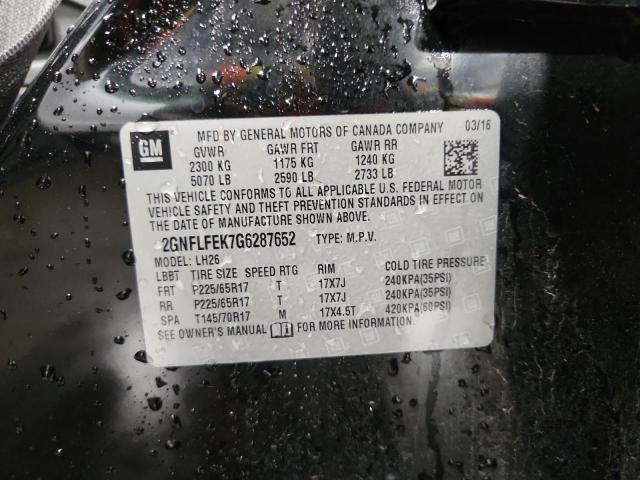 GM
MFD BY GENERAL MOTORS OF CANADA COMPANY 03/16
GVWR GAWR FRT GAWR RR
2300 KG 1175 KG 1240 KG
5070 LB 2590 LB 2733 LB
THIS VEHICLE CONFORMS TO ALL APPLICABLE U.S. FEDERAL MOTOR
VEHICLE SAFETY AND THEFT PREVENTION STANDARDS IN EFFECT ON
THE DATE OF MANUFACTURE SHOWN ABOVE.
2GNFLFEK7G6287652 TYPE: M.P.V.
MODEL: LH26
LBBT TIRE SIZE SPEED RTG RIM COLD TIRE PRESSURE
FRT P225/65R17 T 17X7J 240KPA(35PSI)
RR P225/65R17 T 17X7J 240KPA(35PSI)
SPA T145/70R17 M 17X4.5T 420KPA(60PSI)
SEE OWNER'S MANUAL FOR MORE INFORMATION.